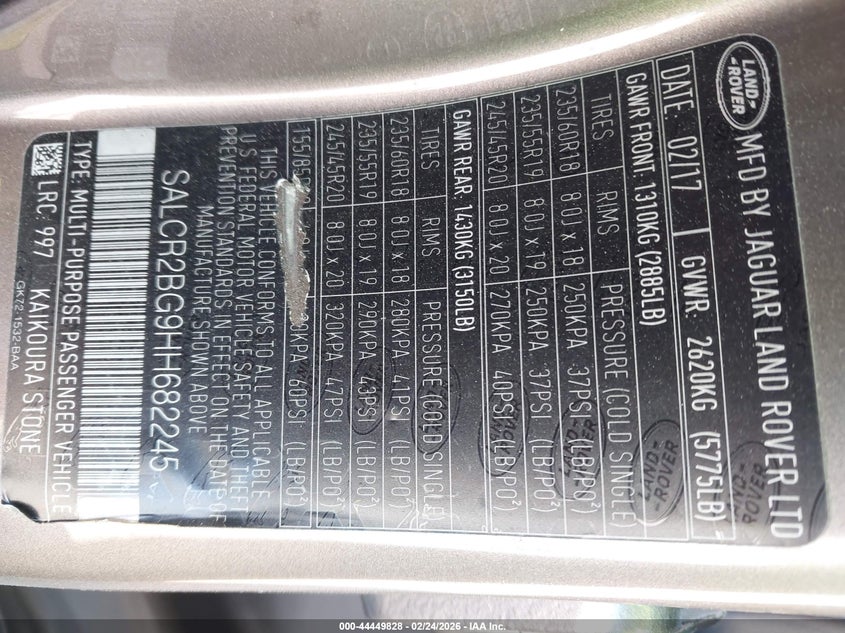 LAND-
ROVER
MFD BY JAGUAR LAND ROVER LTD
DATE: 02/17 GVWR: 2620KG (5775LB)
GAWR FRONT: 1310KG (2885LB)
TIRES RIMS PRESSURE (COLD SINGLE
235/60R18 8.0J x 18 250KPA 37PSI (LB/PO²)
235/55R19 8.0J x 19 250KPA 37PSI (LB/PO²)
245/45R20 8.0J x 20 270KPA 40PSI (LB/PO²)
GAWR REAR: 1430KG (3150LB)
TIRES RIMS PRESSURE (COLD SINGLE)
235/60R18 8.0J x 18 280KPA 41PSI (LB/PO²)
235/55R19 8.0J x 19 290KPA 43PSI (LB/PO²)
245/45R20 8.0J x 20 320KPA 47PSI (LB/PO²)
60PSI (LB/PO²)
THIS VEHICLE CONFORMS TO ALL APPLICABLE
U.S FEDERAL MOTOR VEHICLE SAFETY AND THEFT
PREVENTION STANDARDS IN EFFECT ON THE DATE OF
MANUFACTURE SHOWN ABOVE
SALCR2BG9HH682245
TYPE: MULTI-PURPOSE PASSENGER VEHICLE
LRC 997 KAIKOURA STONE
GK72-1532-BAA
000-44449828 - 02/24/2026 - IAA Inc.